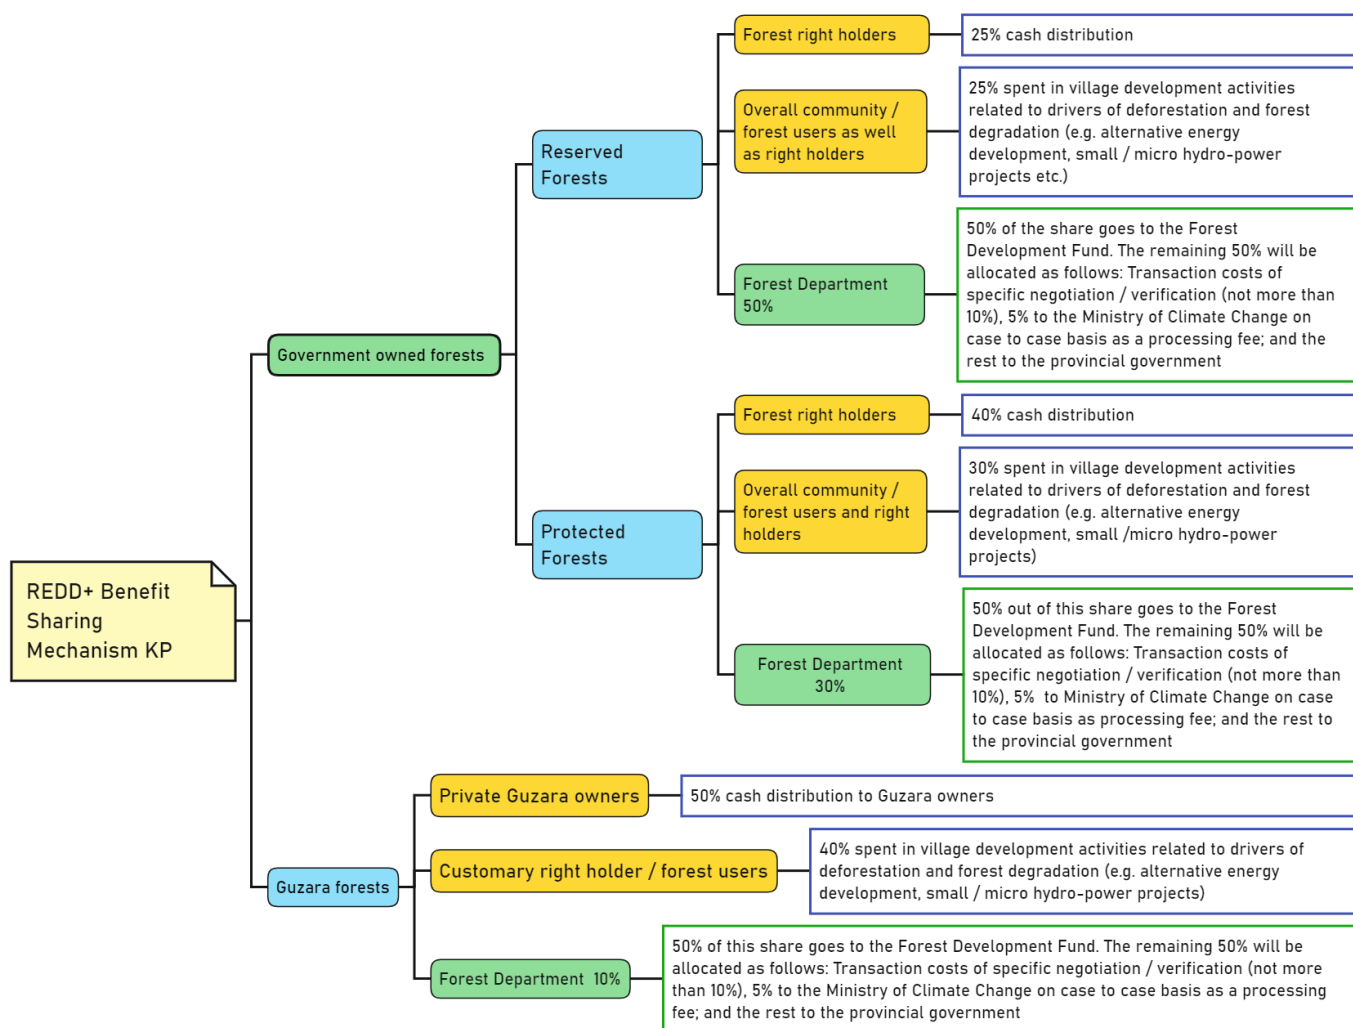 REDD+ Benefit
Sharing
Mechanism KP
Government owned forests
Reserved
Forests
Forest right holders
25% cash distribution
Overall community /
forest users as well
as right holders
25% spent in village development activities
related to drivers of deforestation and forest
degradation (e.g. alternative energy
development, small / micro hydro-power
projects etc.)
Forest Department
50%
50% of the share goes to the Forest
Development Fund. The remaining 50% will be
allocated as follows: Transaction costs of
specific negotiation / verification (not more than
10%), 5% to the Ministry of Climate Change on
case to case basis as a processing fee; and the
rest to the provincial government
Protected
Forests
Forest right holders
40% cash distribution
Overall community /
forest users and right
holders
30% spent in village development activities
related to drivers of deforestation and forest
degradation (e.g. alternative energy
development, small /micro hydro-power
projects)
Forest Department
30%
50% out of this share goes to the Forest
Development Fund. The remaining 50% will be
allocated as follows: Transaction costs of
specific negotiation / verification (not more than
10%), 5%  to Ministry of Climate Change on case
to case basis as processing fee; and the rest to
the provincial government
Guzara forests
Private Guzara owners
50% cash distribution to Guzara owners
Customary right holder / forest users
40% spent in village development activities related to drivers of
deforestation and forest degradation (e.g. alternative energy
development, small / micro hydro-power projects)
Forest Department  10%
50% of this share goes to the Forest Development Fund. The remaining 50% will be
allocated as follows: Transaction costs of specific negotiation / verification (not more
than 10%), 5% to the Ministry of Climate Change on case to case basis as a processing
fee; and the rest to the provincial government